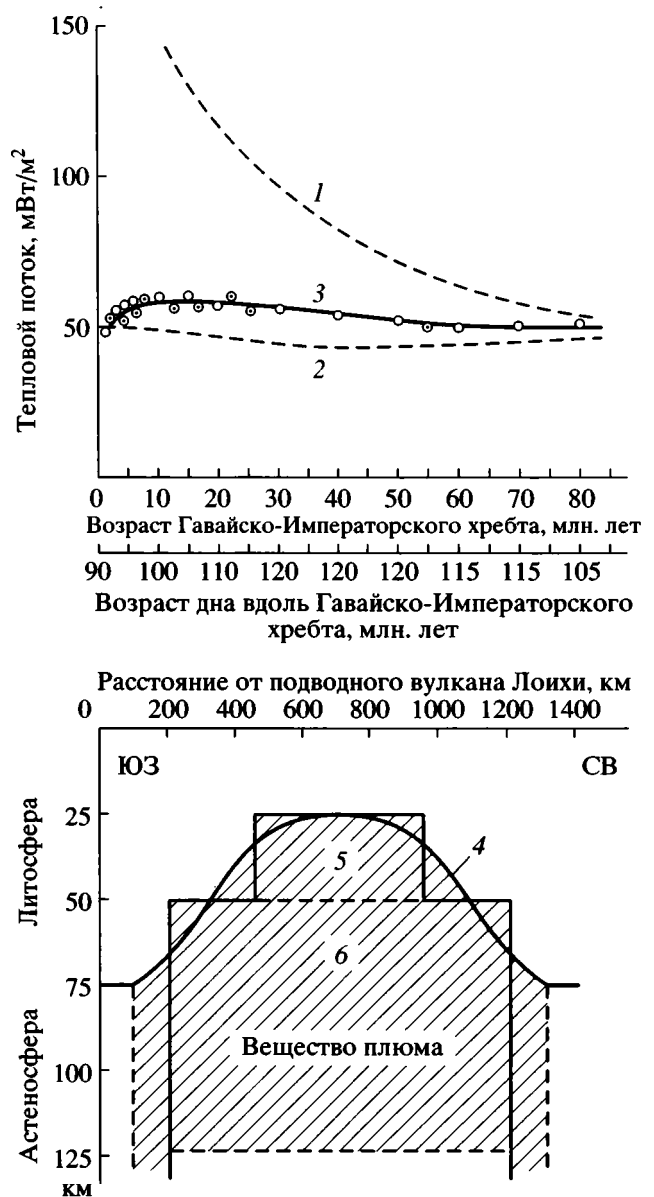 150
100
50
Тепловой поток, мВт/м²
1
3
2
0 10 20 30 40 50 60 70 80
Возраст Гавайско-Императорского хребта, млн. лет
90 100 110 120 120 120 115 115 105
Возраст дна вдоль Гавайско-Императорского
хребта, млн. лет
Расстояние от подводного вулкана Лоихи, км
0 200 400 600 800 1000 1200 1400
ЮЗ СВ
Литосфера
Астеносфера
25
50
75
100
125
км
4
5
6
Вещество плюма